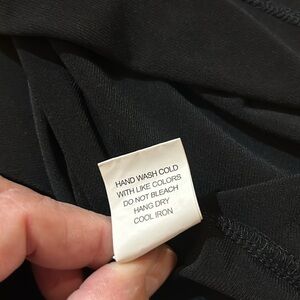 HAND WASH COLD
WITH LIKE COLORS
DO NOT BLEACH
HANG DRY
COOL IRON